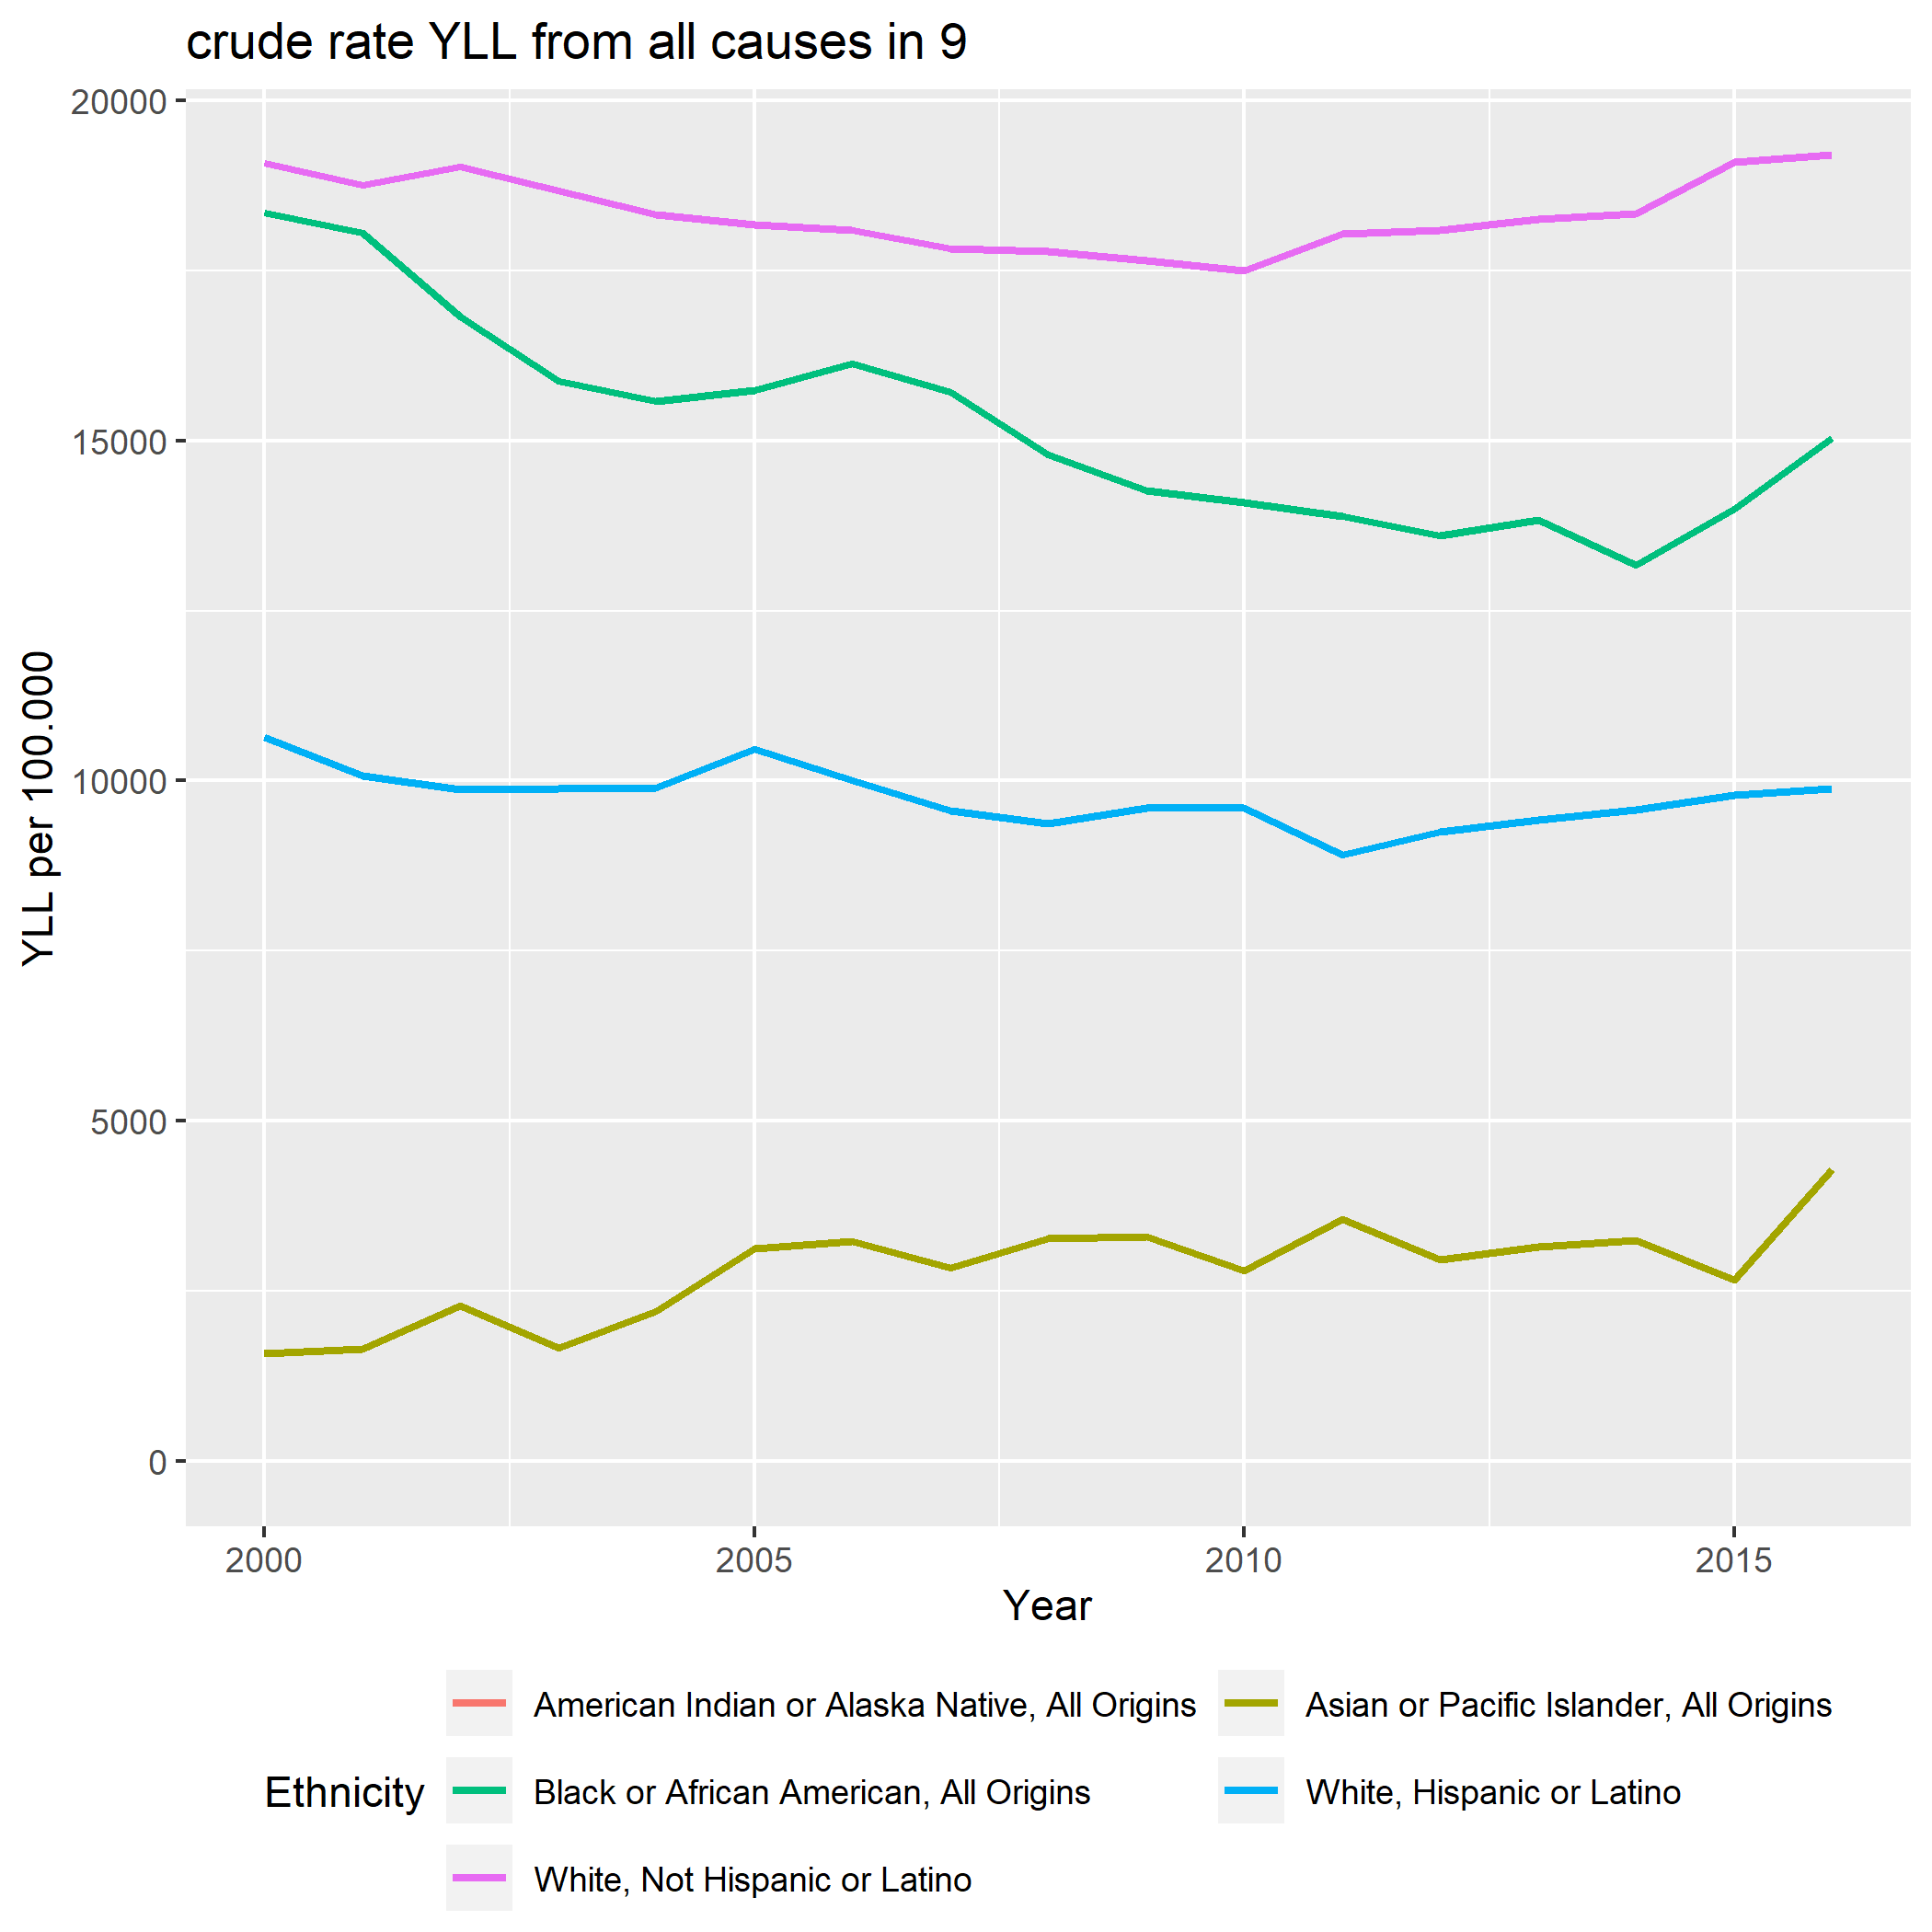 crude rate YLL from all causes in 9
20000
15000
10000
5000
0
YLL per 100.000
2000 2005 2010 2015
Year
Ethnicity
American Indian or Alaska Native, All Origins
Asian or Pacific Islander, All Origins
Black or African American, All Origins
White, Hispanic or Latino
White, Not Hispanic or Latino